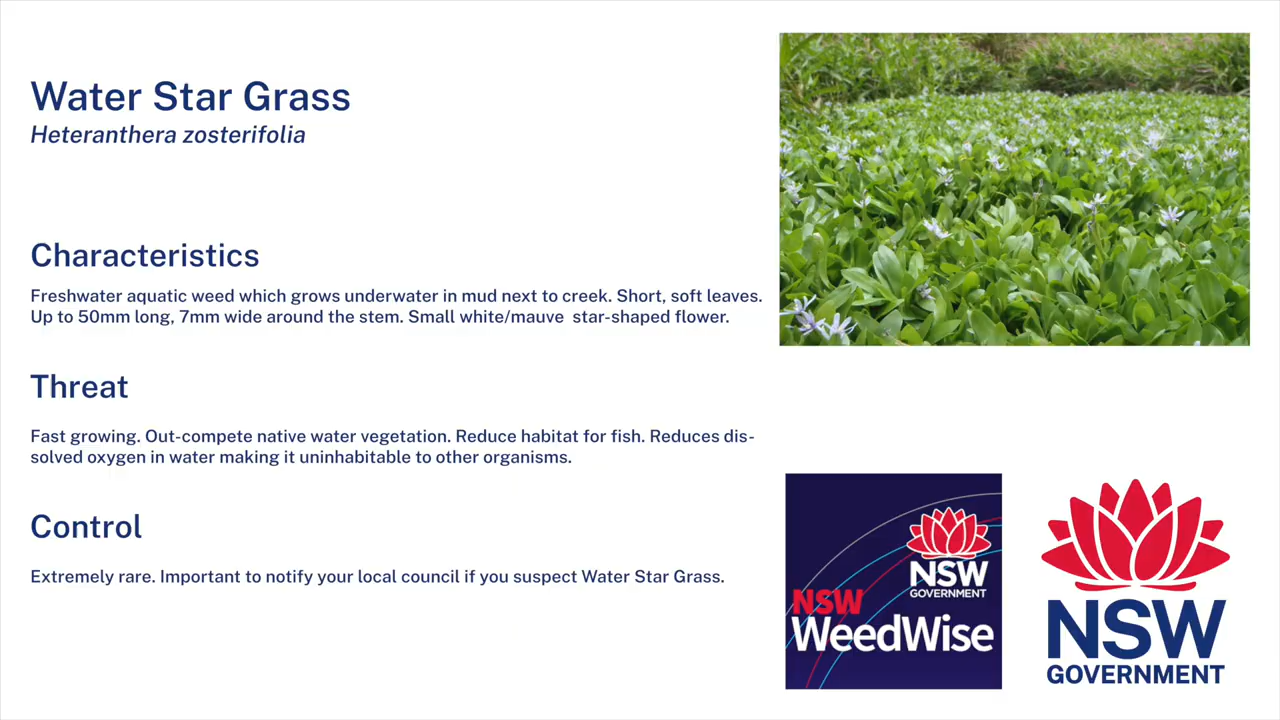 Water Star Grass
Heteranthera zosterifolia
Characteristics
Freshwater aquatic weed which grows underwater in mud next to creek. Short, soft leaves.
Up to 50mm long, 7mm wide around the stem. Small white/mauve  star-shaped flower.
Threat
Fast growing. Out-compete native water vegetation. Reduce habitat for fish. Reduces dis-
solved oxygen in water making it uninhabitable to other organisms.
Control
Extremely rare. Important to notify your local council if you suspect Water Star Grass.
NSW
GOVERNMENT
NSW
WeedWise
NSW
GOVERNMENT